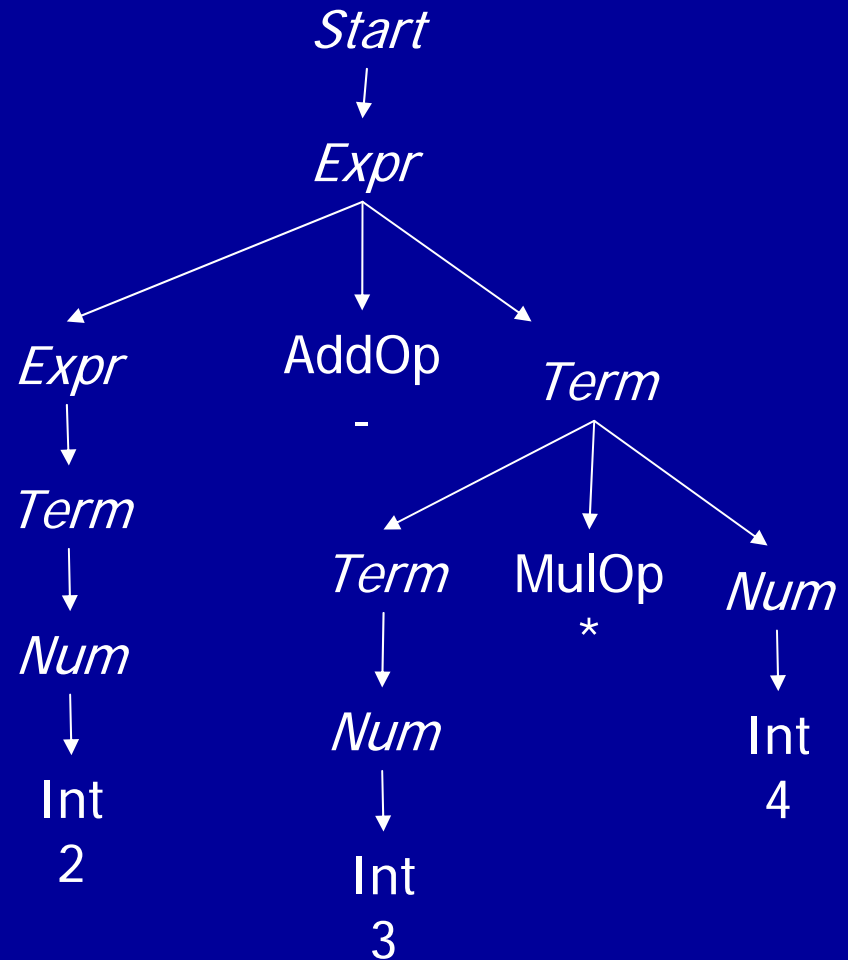 Start
Expr
Expr
AddOp
-
Term
Term
Term
MulOp
*
Num
Num
Num
Int
4
Int
2
Int
3